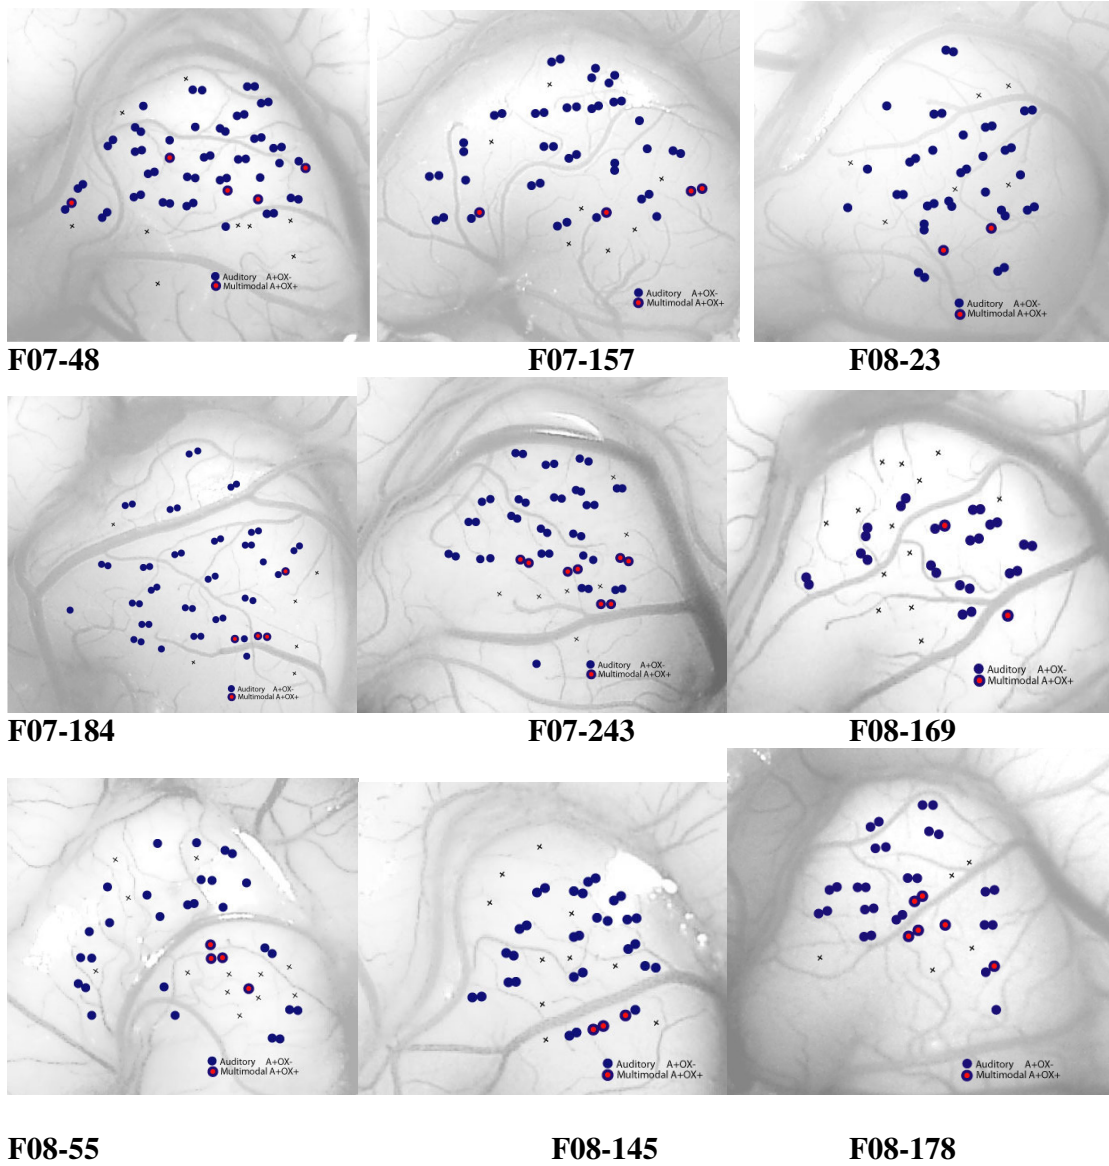 Auditory A+OX-
Multimodal A+OX+
Auditory A+OX-
Multimodal A+OX+
Auditory A+OX-
Multimodal A+OX+
F07-48 F07-157 F08-23
Auditory A+OX-
Multimodal A+OX+
Auditory A+OX-
Multimodal A+OX+
Auditory A+OX-
Multimodal A+OX+
F07-184 F07-243 F08-169
Auditory A+OX-
Multimodal A+OX+
Auditory A+OX-
Multimodal A+OX+
Auditory A+OX-
Multimodal A+OX+
F08-55 F08-145 F08-178